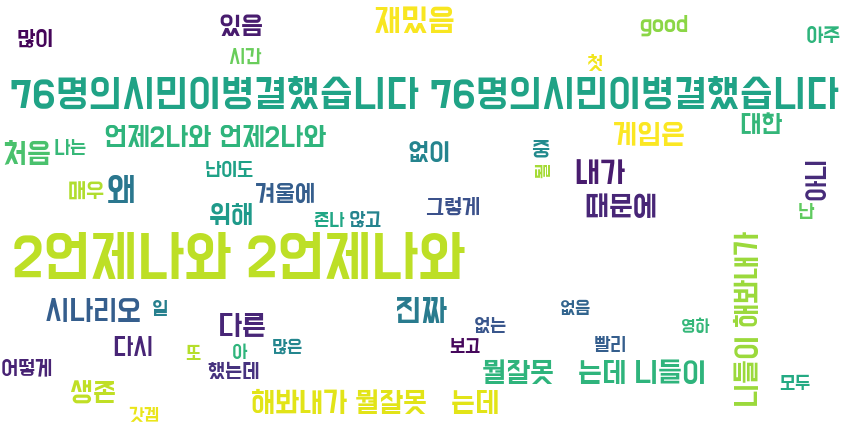 많이
있음
재밌음
good
아주
시간
첫
76명의시민이병결했습니다 76명의시민이병결했습니다
처음
나는
언제2나와 언제2나와
없이
중
게임은
대한
난이도
매우
왜
겨울에
내가
아니
위해
존나
않고
그렇게
때문에
난
2언제나와 2언제나와
니들이 해봐내가
시나리오
일
다른
진짜
없는
없음
영하
다시
또
아
많은
보고
빨리
어떻게
했는데
뭘잘못 는데 니들이
모두
생존
갓겜
해봐내가 뭘잘못 는데